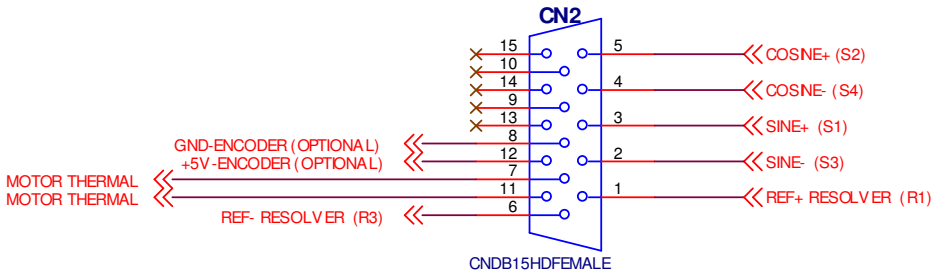 CN2
15
5
COSINE+ (S2)
10
14
4
COSINE- (S4)
9
13
3
SINE+ (S1)
GND-ENCODER (OPTIONAL)
8
+5V-ENCODER (OPTIONAL)
12
2
SINE- (S3)
MOTOR THERMAL
7
MOTOR THERMAL
11
1
REF+ RESOLVER (R1)
REF- RESOLVER (R3)
6
CNDB15HDFEMALE